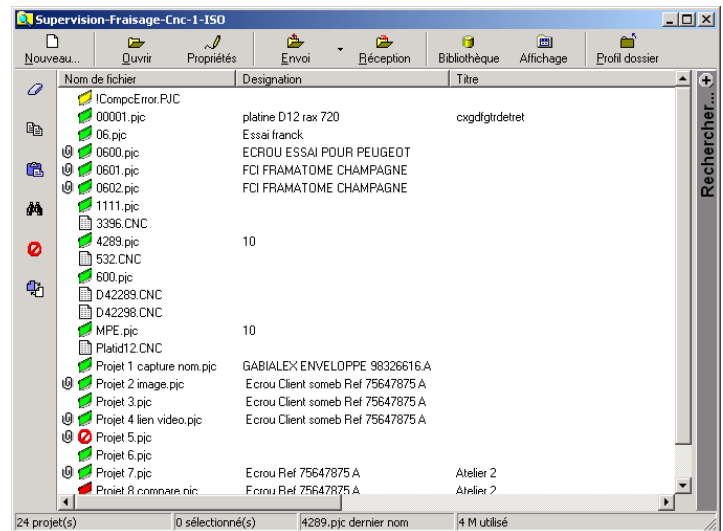 Supervision-Fraisage-Cnc-1-ISO
Nouveau... Ouvrir Propriétés Envoi Réception Bibliothèque Affichage Profil dossier
Nom de fichier Designation Titre
!CompcError.PJC
00001.pjc platine D12 rax 720 cxgdfgtrdetret
06.pjc Essai franck
0600.pjc ECROU ESSAI POUR PEUGEOT
0601.pjc FCI FRAMATOME CHAMPAGNE
0602.pjc FCI FRAMATOME CHAMPAGNE
1111.pjc
3396.CNC
4289.pjc 10
532.CNC
600.pjc
D42289.CNC
D42298.CNC
MPE.pjc 10
Platid12.CNC
Projet 1 capture nom.pjc GABIALEX ENVELOPPE 98326616.A
Projet 2 image.pjc Ecrou Client someb Ref 75647875 A
Projet 3.pjc Ecrou Client someb Ref 75647875 A
Projet 4 lien video.pjc Ecrou Client someb Ref 75647875 A
Projet 5.pjc
Projet 6.pjc
Projet 7.pjc Ecrou Ref 75647875 A Atelier 2
Projet 8 compare.pjc Ecrou Ref 75647875 A Atelier 2
24 projet(s) 0 sélectionné(s) 4289.pjc dernier nom 4 M utilisé
Rechercher...